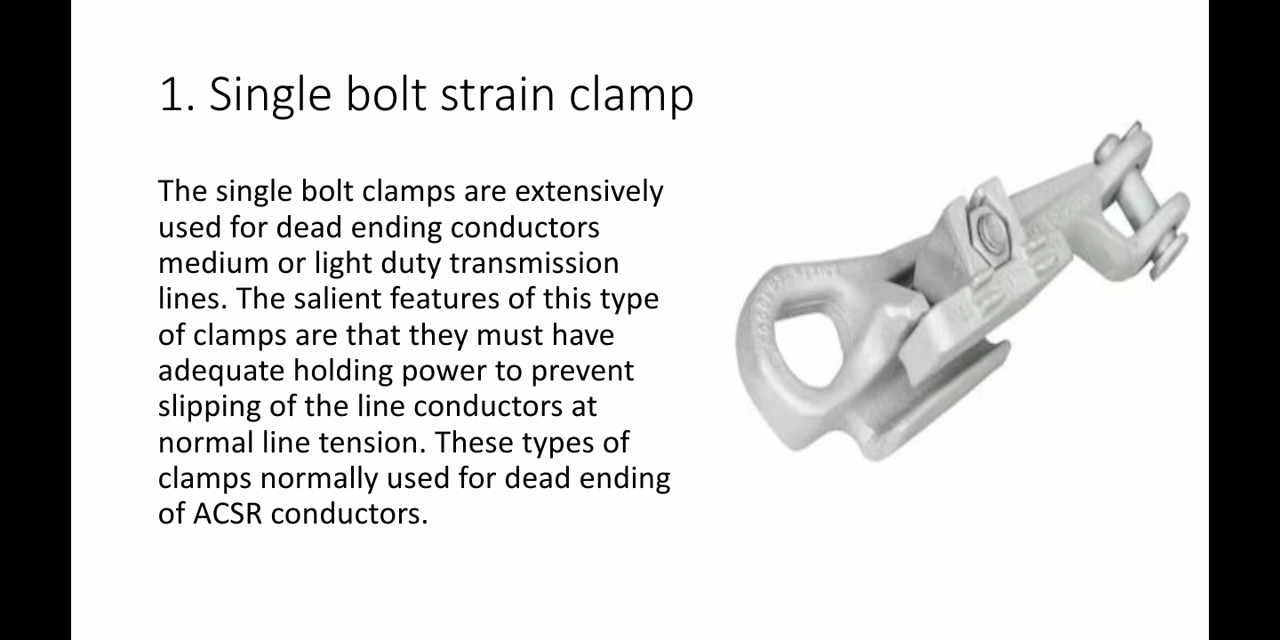 1. Single bolt strain clamp
The single bolt clamps are extensively
used for dead ending conductors
medium or light duty transmission
lines. The salient features of this type
of clamps are that they must have
adequate holding power to prevent
slipping of the line conductors at
normal line tension. These types of
clamps normally used for dead ending
of ACSR conductors.